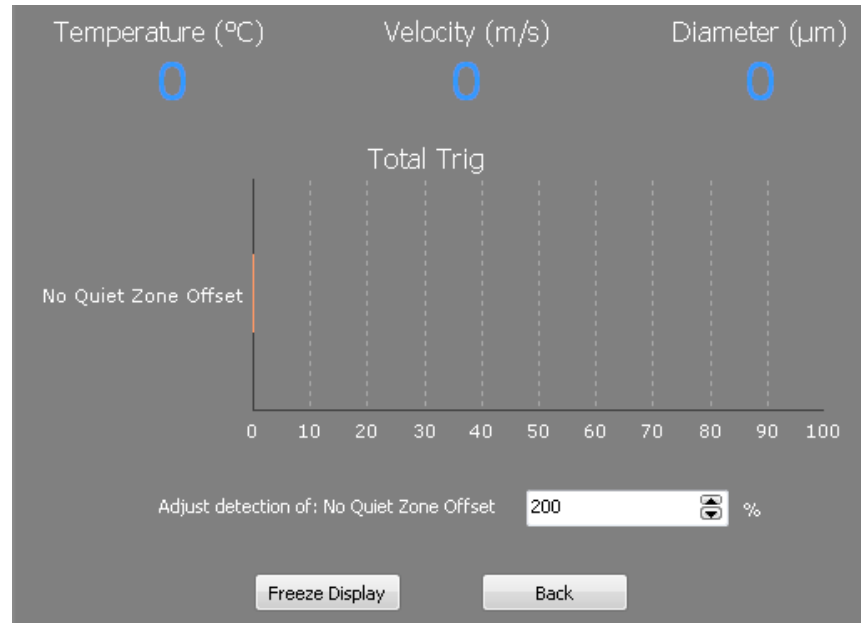 Temperature (ºC) Velocity (m/s) Diameter (µm)
0 0 0
Total Trig
No Quiet Zone Offset
0 10 20 30 40 50 60 70 80 90 100
Adjust detection of: No Quiet Zone Offset 200 %
Freeze Display Back